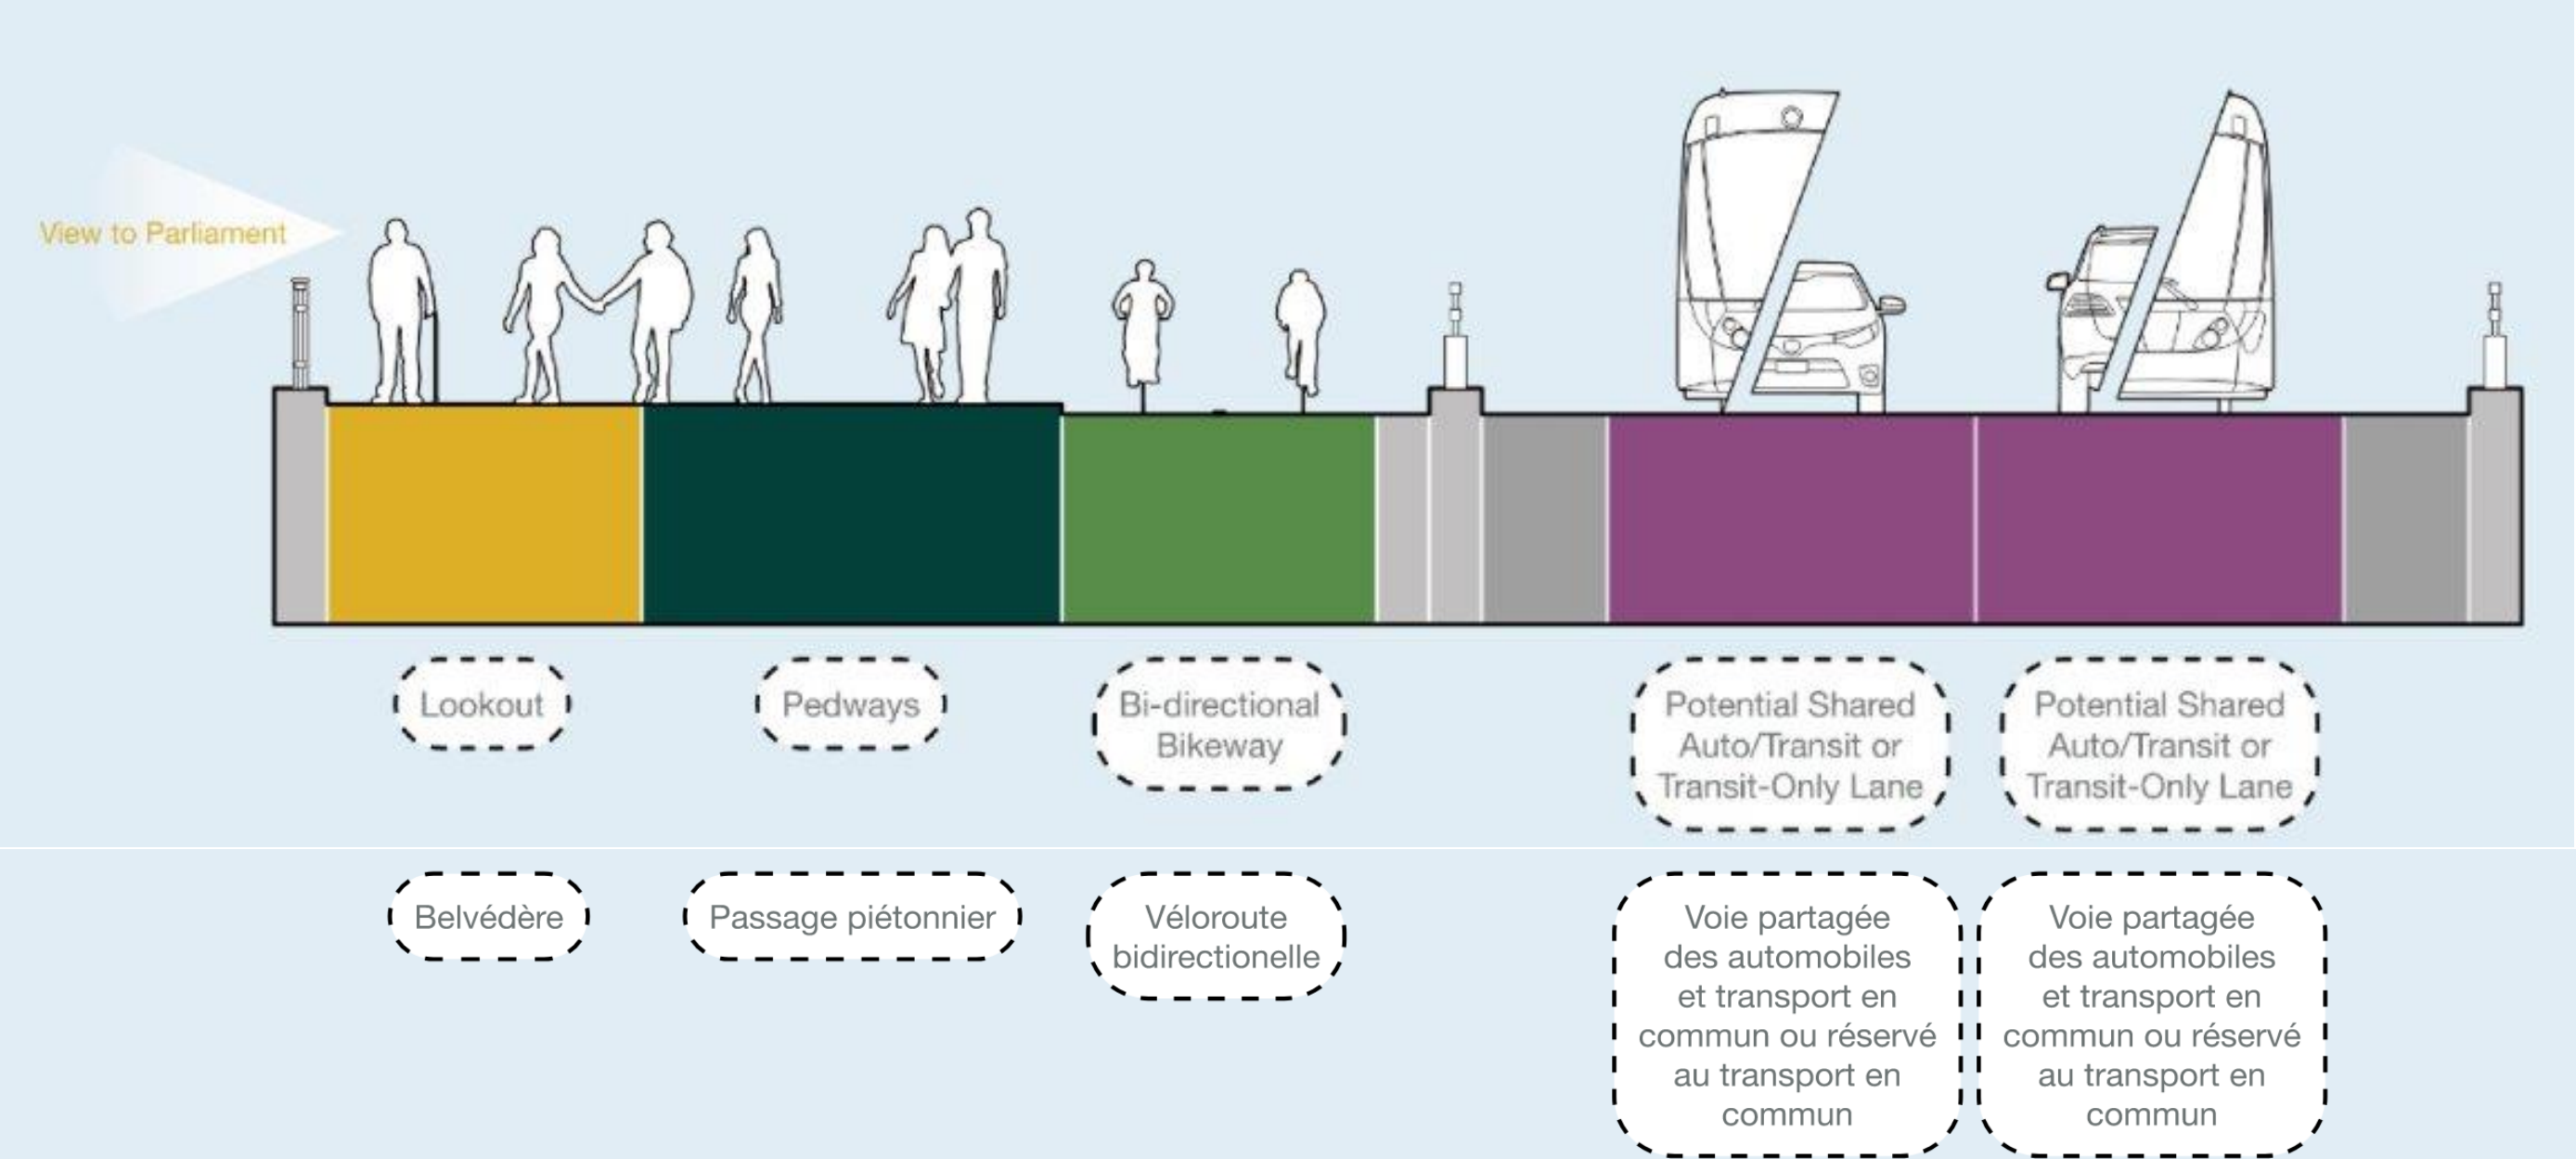 View to Parliament
Lookout
Pedways
Bi-directional
Bikeway
Potential Shared
Auto/Transit or
Transit-Only Lane
Potential Shared
Auto/Transit or
Transit-Only Lane
Belvédère
Passage piétonnier
Véloroute
bidirectionelle
Voie partagée
des automobiles
et transport en
commun ou réservé
au transport en
commun
Voie partagée
des automobiles
et transport en
commun ou réservé
au transport en
commun